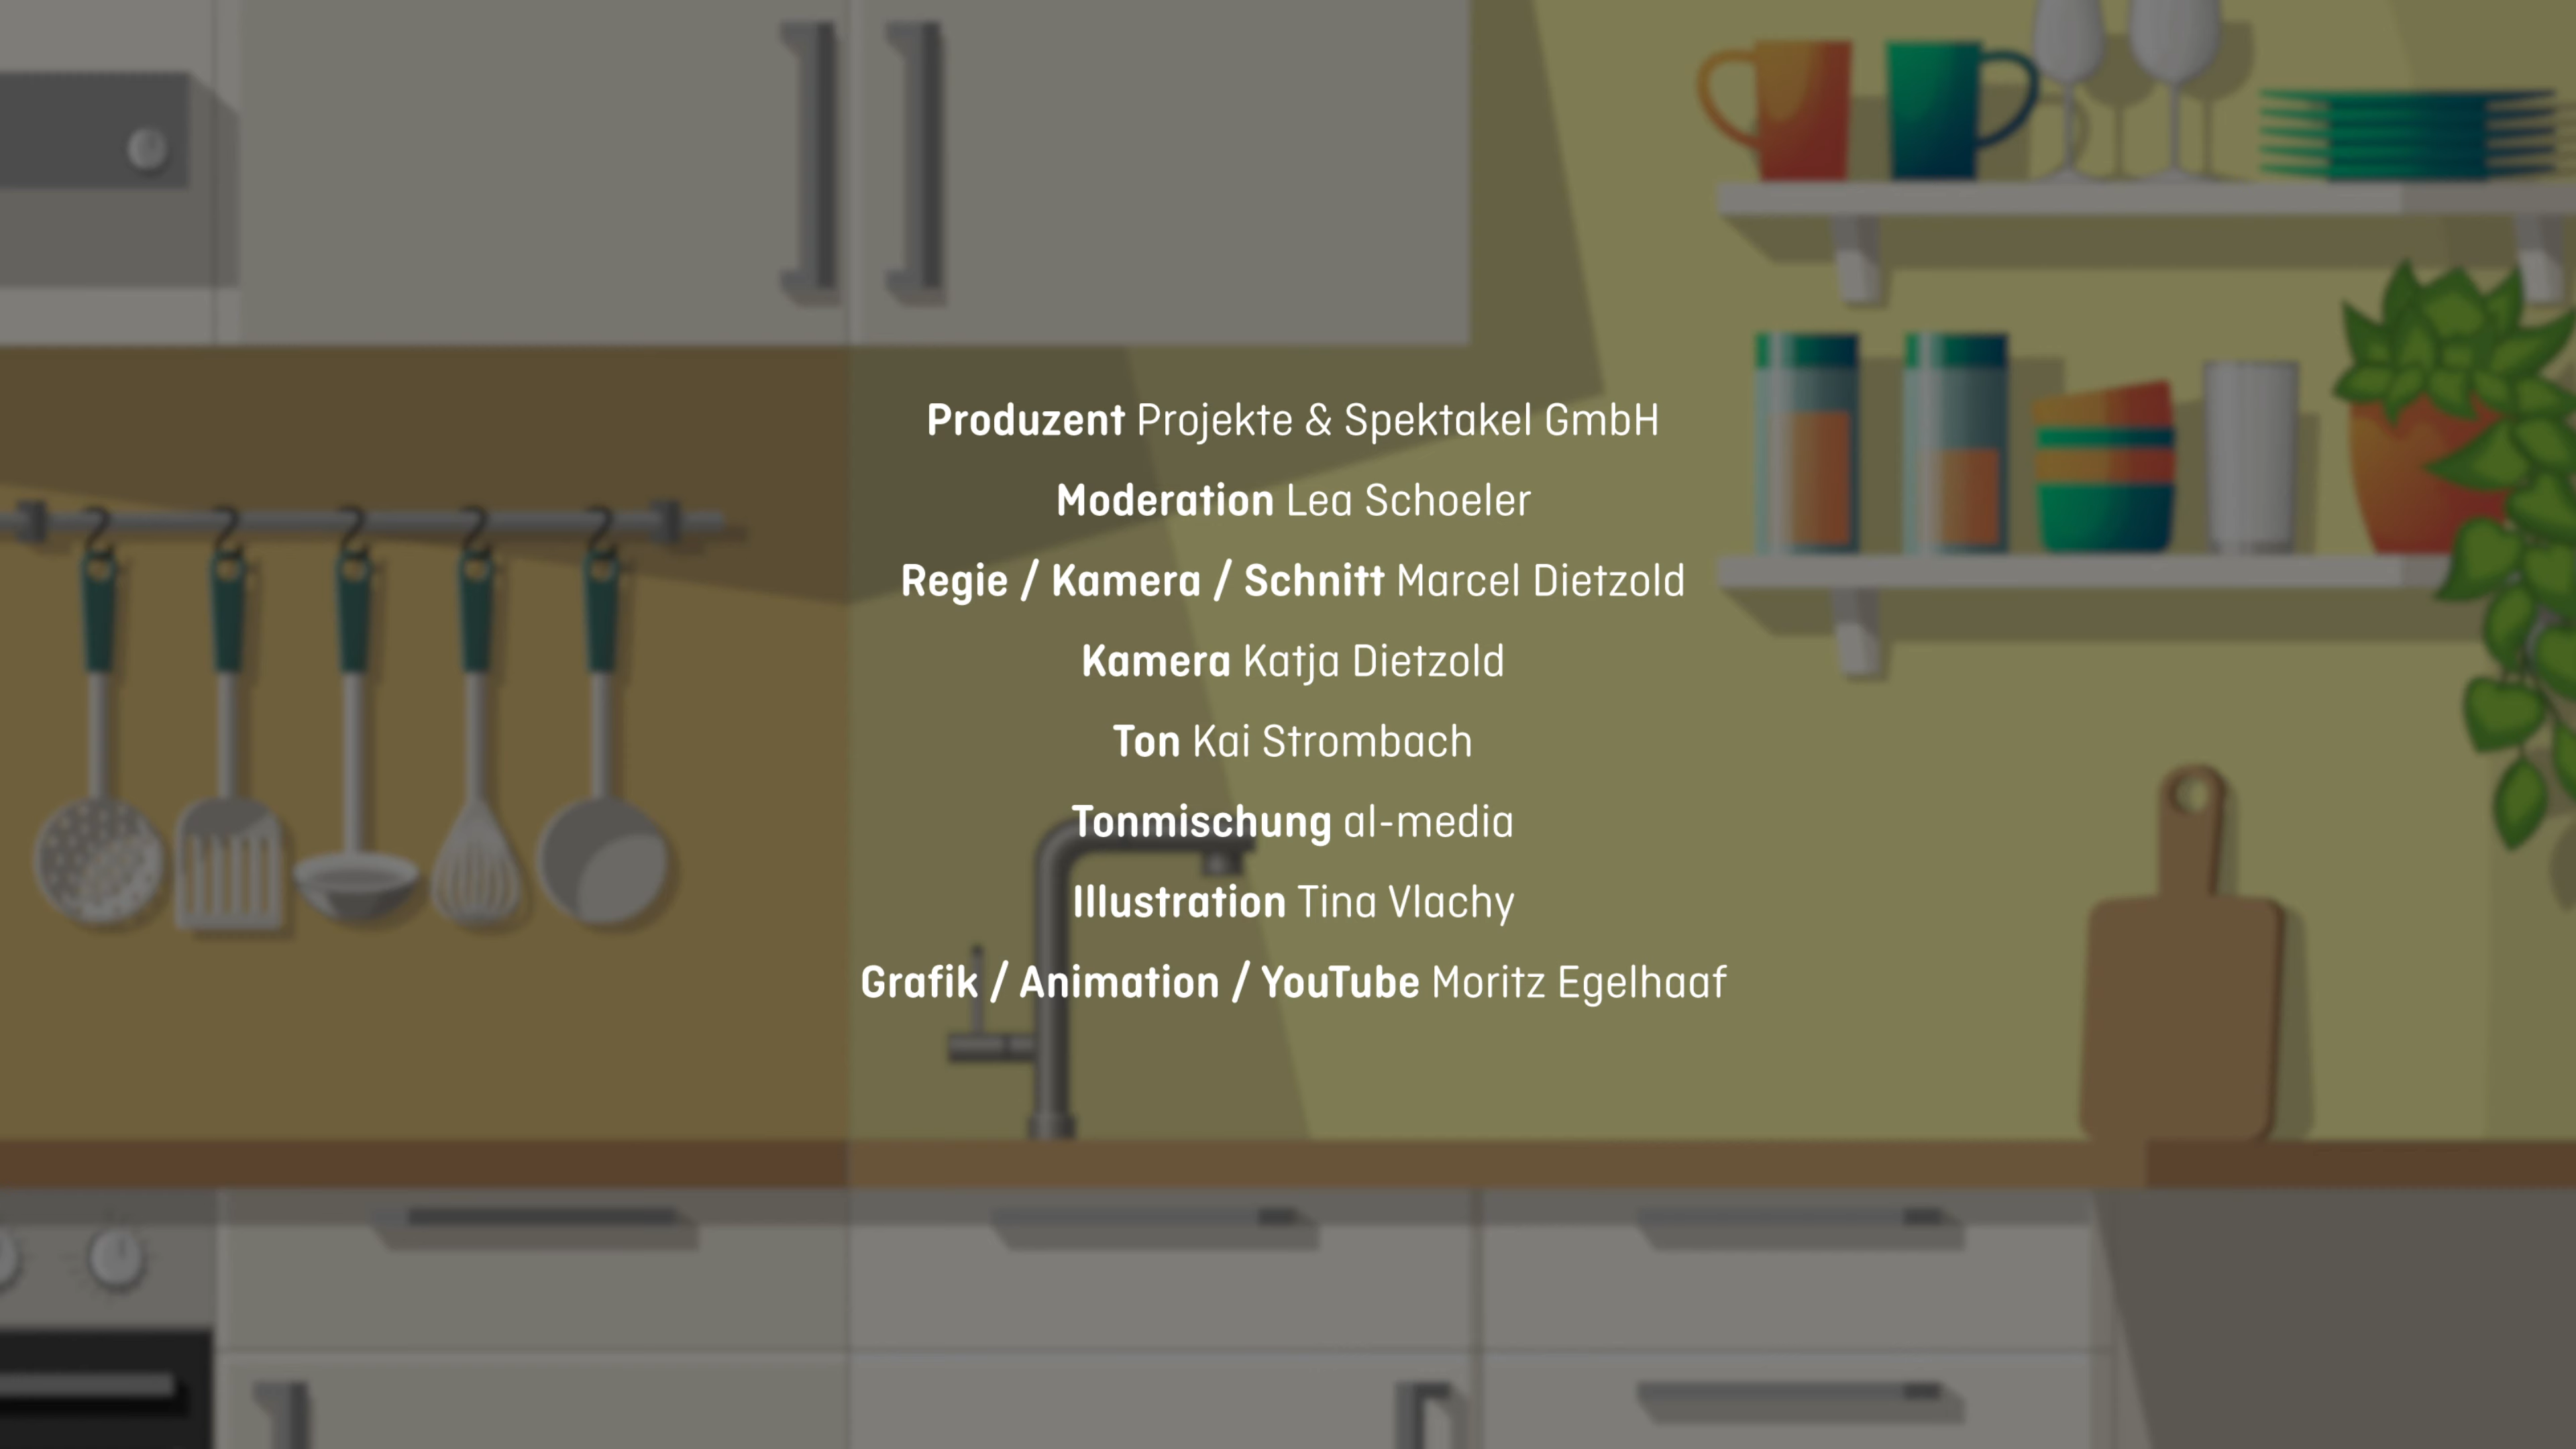 Produzent Projekte & Spektakel GmbH
Moderation Lea Schoeler
Regie / Kamera / Schnitt Marcel Dietzold
Kamera Katja Dietzold
Ton Kai Strombach
Tonmischung al-media
Illustration Tina Vlachy
Grafik / Animation / YouTube Moritz Egelhaaf